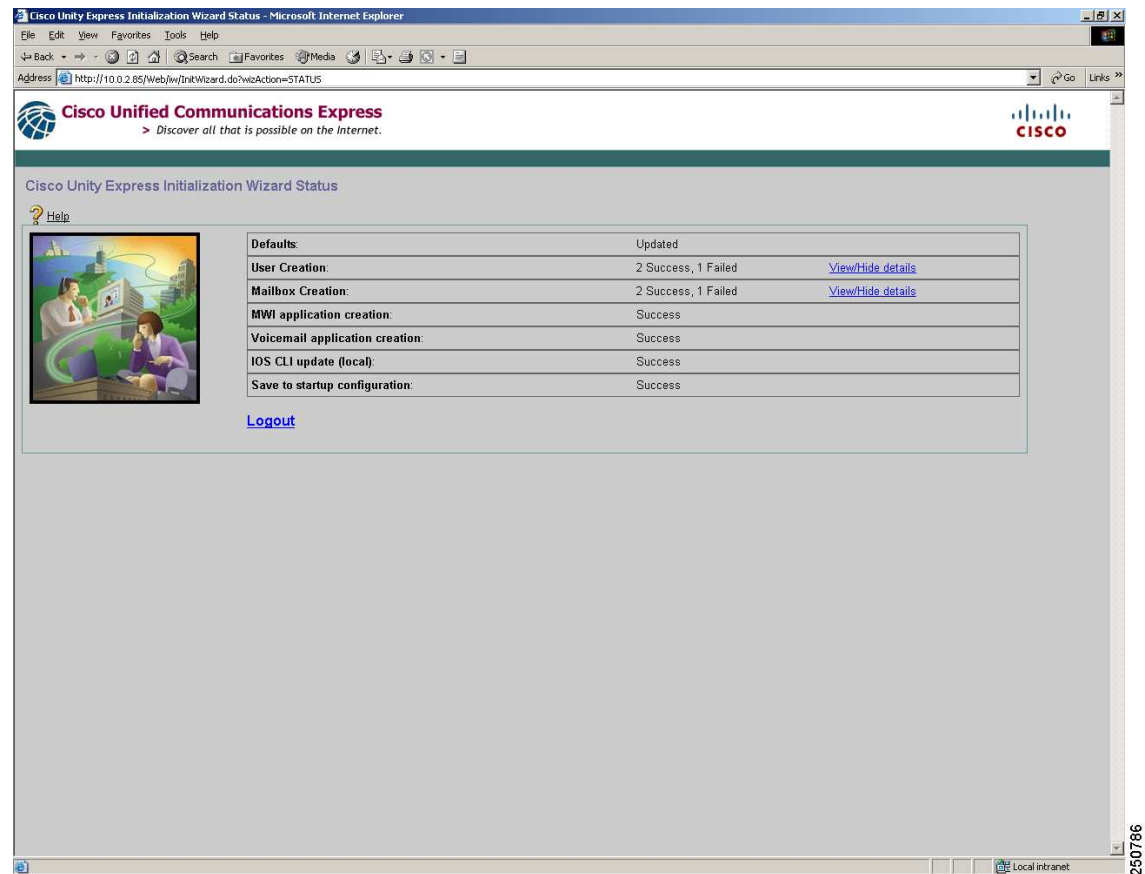 Cisco Unity Express Initialization Wizard Status - Microsoft Internet Explorer
File Edit View Favorites Tools Help
Back Search Favorites Media
Address http://10.0.2.85/Web/iw/InitWizard.do?wizAction=STATUS Go Links »
Cisco Unified Communications Express
> Discover all that is possible on the Internet.
CISCO
Cisco Unity Express Initialization Wizard Status
Help
Defaults: Updated
User Creation: 2 Success, 1 Failed View/Hide details
Mailbox Creation: 2 Success, 1 Failed View/Hide details
MWI application creation: Success
Voicemail application creation: Success
IOS CLI update (local): Success
Save to startup configuration: Success
Logout
Local intranet
250786